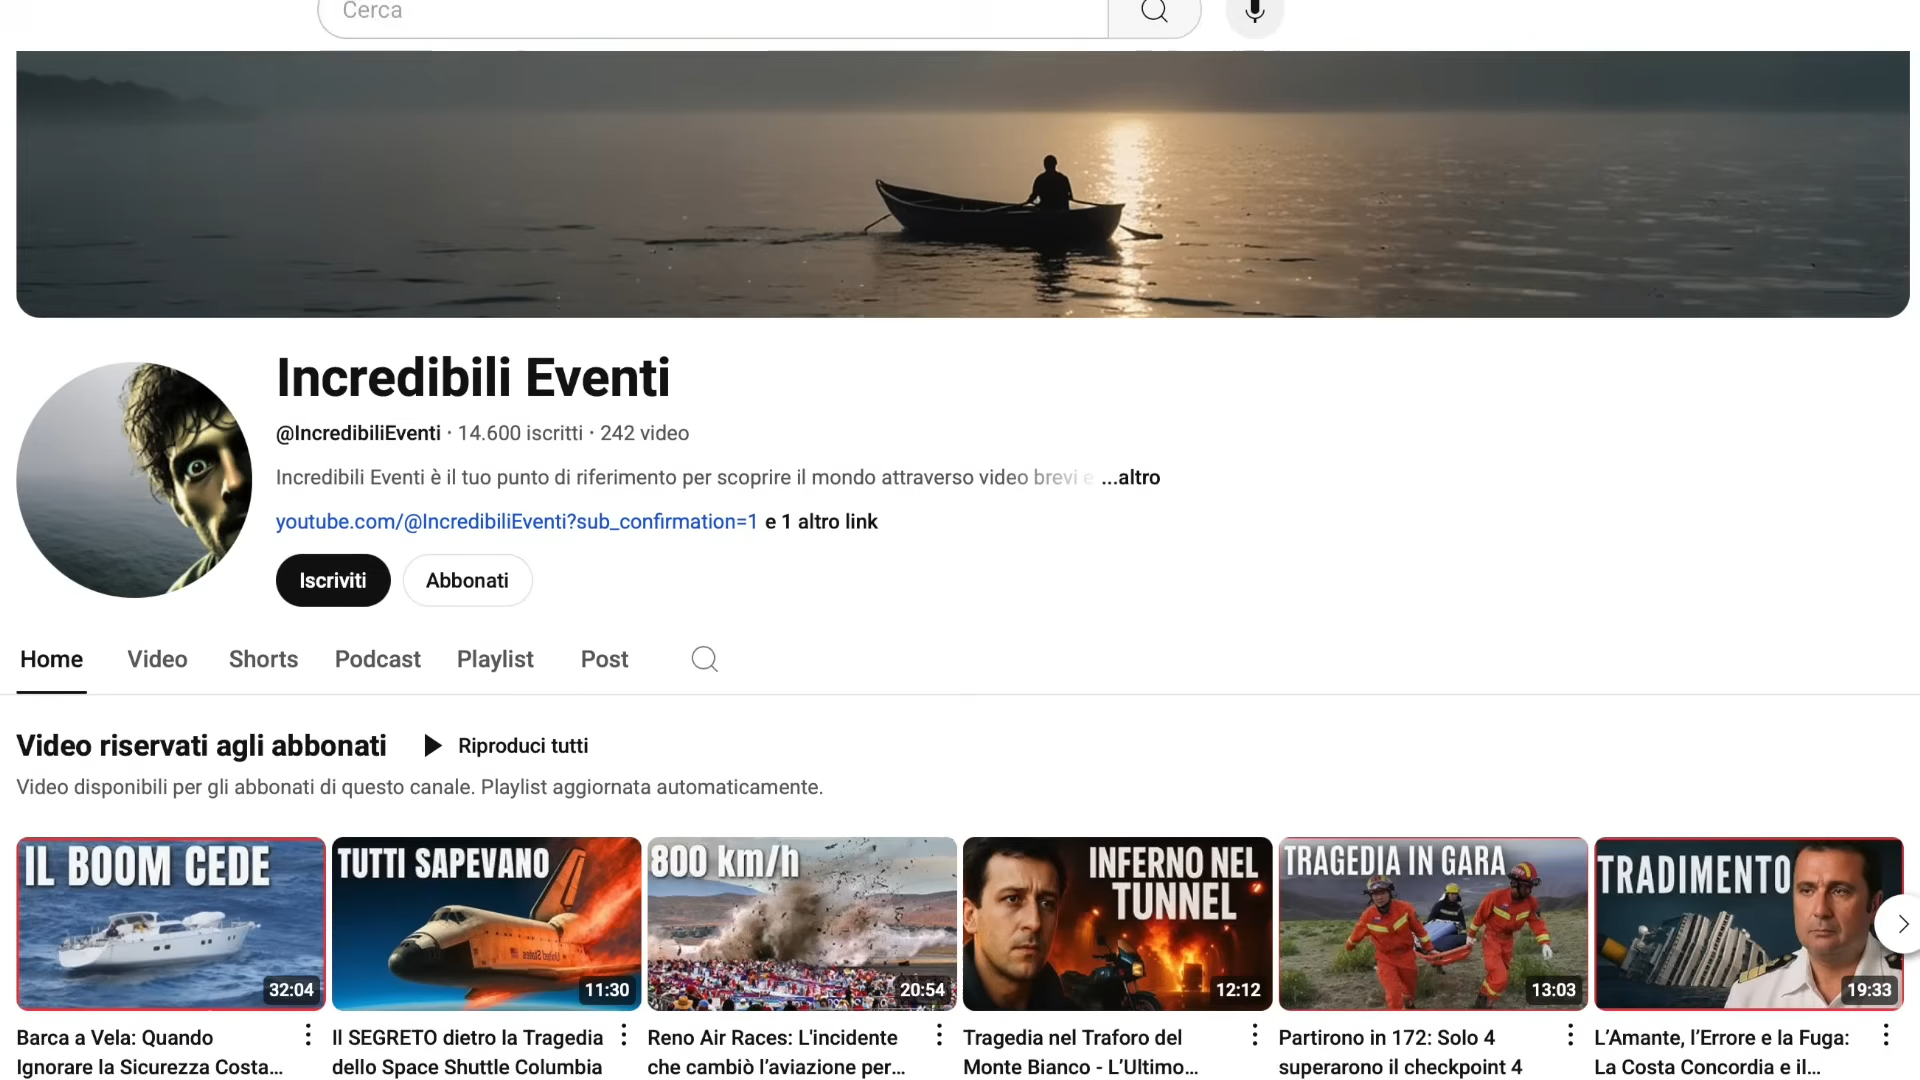 Cerca
Incredibili Eventi
@IncredibiliEventi · 14.600 iscritti · 242 video
Incredibili Eventi è il tuo punto di riferimento per scoprire il mondo attraverso video brevi e ...altro
youtube.com/@IncredibiliEventi?sub_confirmation=1 e 1 altro link
Iscriviti
Abbonati
Home
Video
Shorts
Podcast
Playlist
Post
Video riservati agli abbonati
Riproduci tutti
Video disponibili per gli abbonati di questo canale. Playlist aggiornata automaticamente.
IL BOOM CEDE
32:04
Barca a Vela: Quando
Ignorare la Sicurezza Costa...
TUTTI SAPEVANO
United States
11:30
Il SEGRETO dietro la Tragedia
dello Space Shuttle Columbia
800 km/h
20:54
Reno Air Races: L'incidente
che cambiò l’aviazione per...
INFERNO NEL
TUNNEL
12:12
Tragedia nel Traforo del
Monte Bianco - L’Ultimo...
TRAGEDIA IN GARA
13:03
Partirono in 172: Solo 4
superarono il checkpoint 4
TRADIMENTO
19:33
L’Amante, l’Errore e la Fuga:
La Costa Concordia e il...